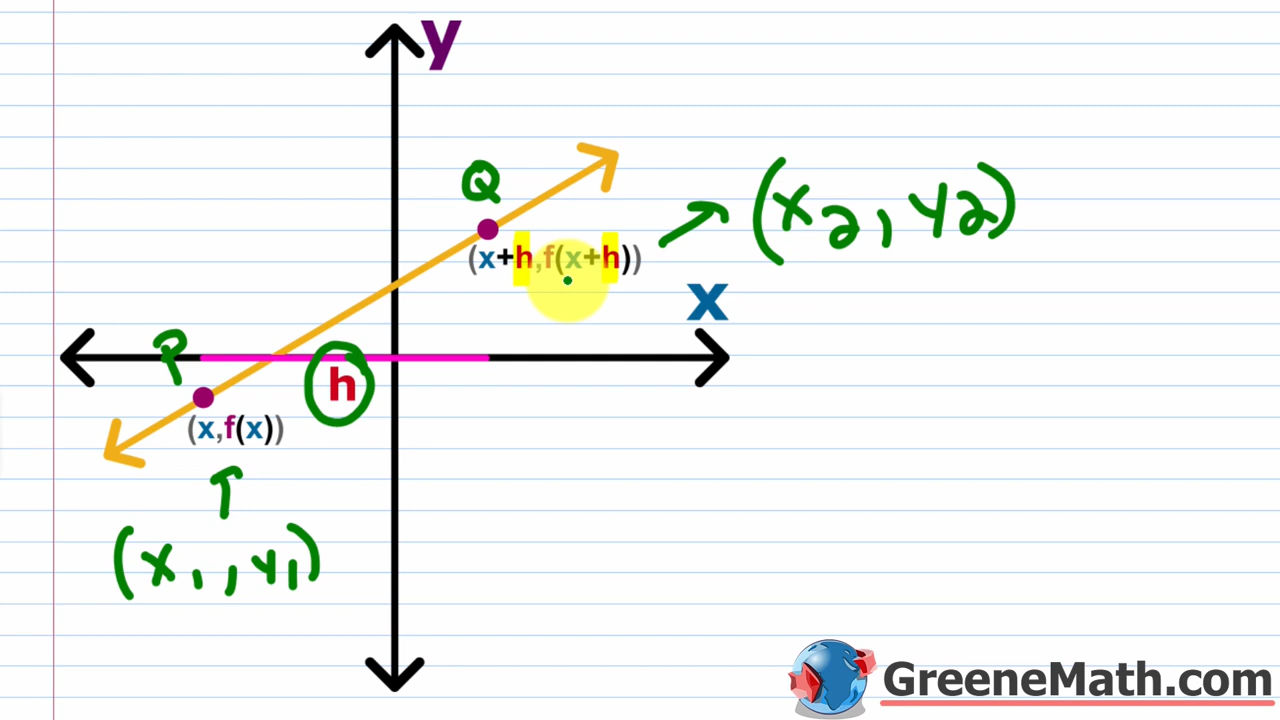 y
Q
(x+h,f(x+h))
(x₂, y₂)
x
P
h
(x,f(x))
(x₁, y₁)
GreeneMath.com